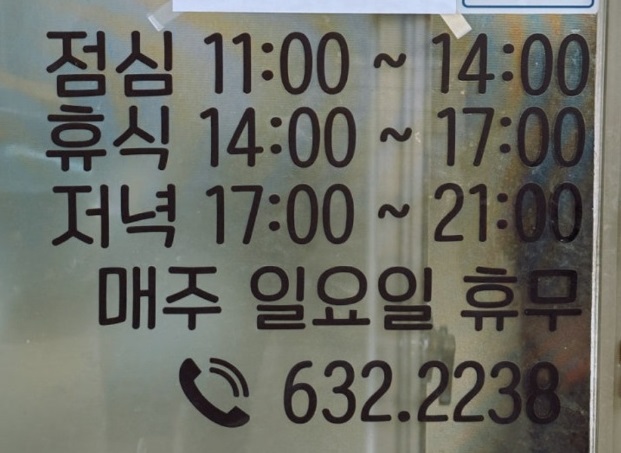 점심 11:00 ~ 14:00
휴식 14:00 ~ 17:00
저녁 17:00 ~ 21:00
매주 일요일 휴무
632.2238